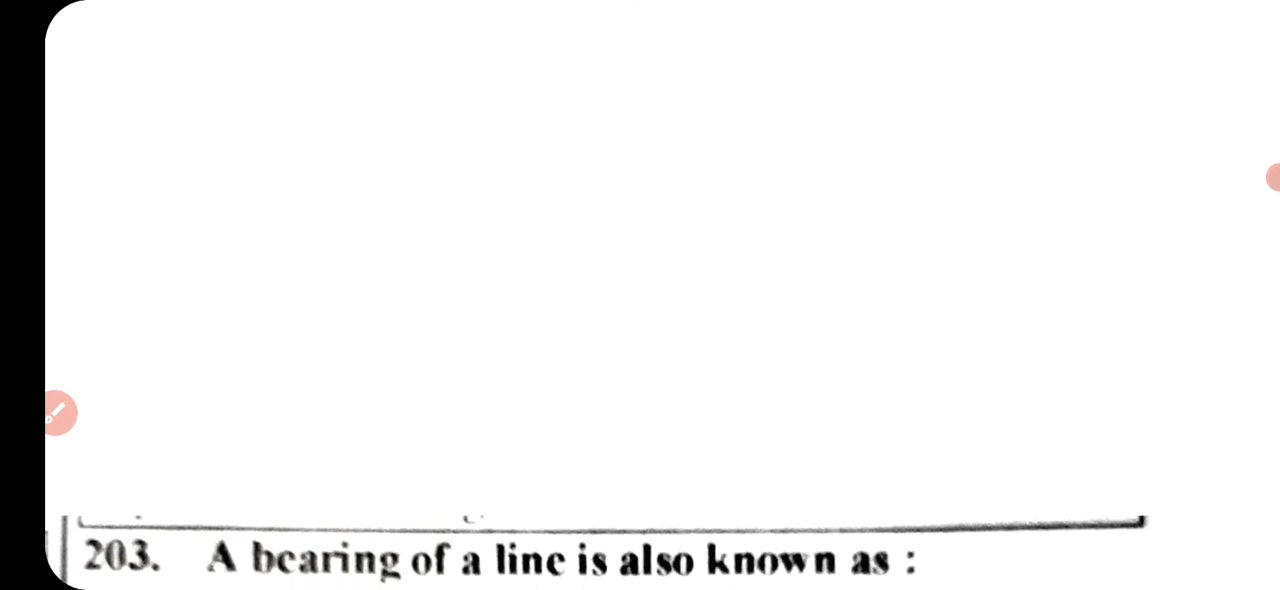 203. A bearing of a line is also known as :